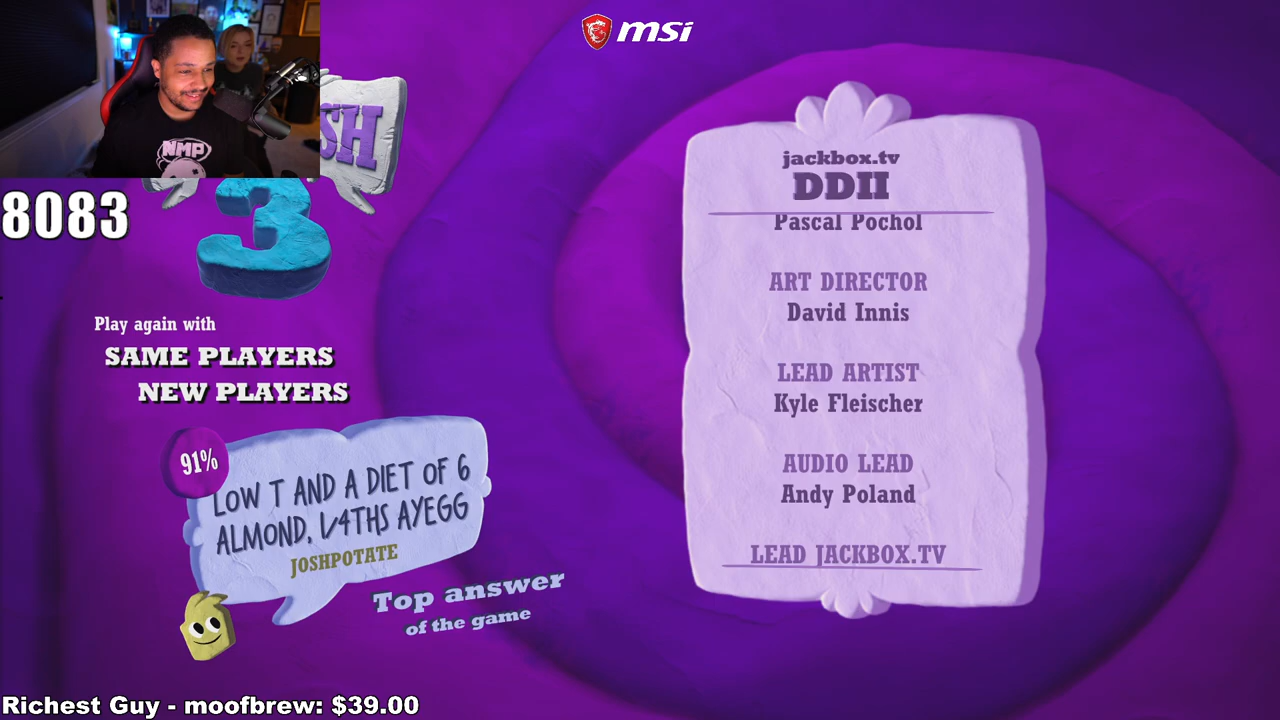 msi
NMP
SH
3
8083
jackbox.tv
DDII
Pascal Pochol
ART DIRECTOR
David Innis
LEAD ARTIST
Kyle Fleischer
AUDIO LEAD
Andy Poland
LEAD JACKBOX.TV
Play again with
SAME PLAYERS
NEW PLAYERS
91%
LOW T AND A DIET OF 6
ALMOND, 1/4THS AYEGG
JOSHPOTATE
Top answer
of the game
Richest Guy - moofbrew: $39.00